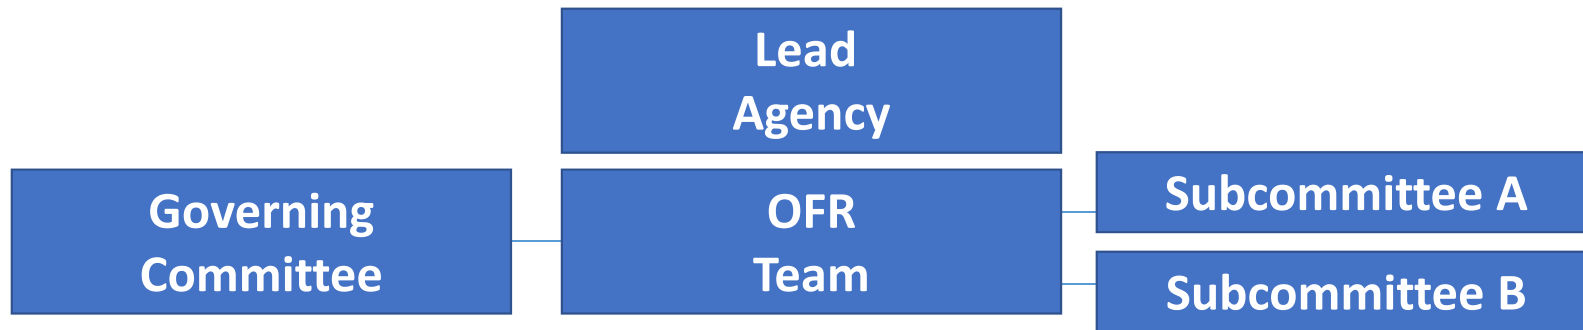 Lead
Agency
Governing
Committee
OFR
Team
Subcommittee A
Subcommittee B